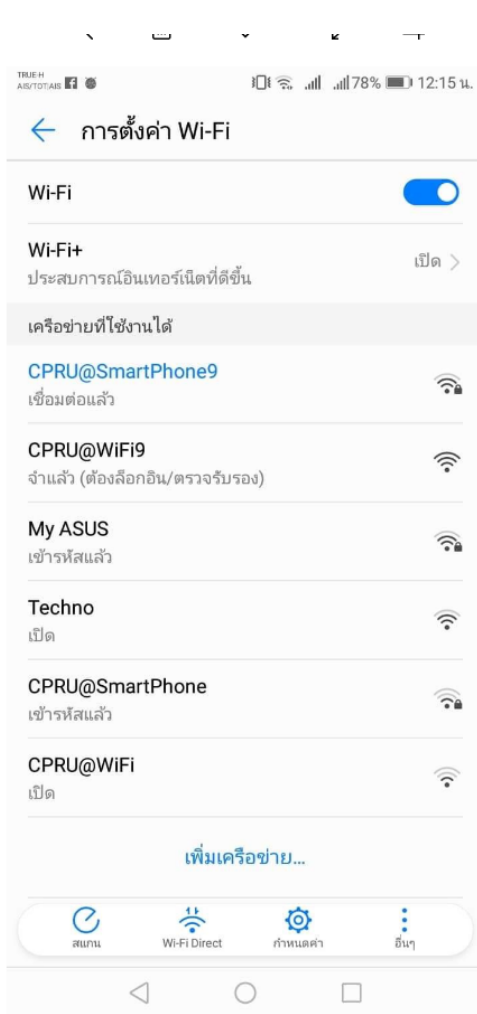 TRUE-H
AIS/TOT|AIS
78% 12:15 น.
การตั้งค่า Wi-Fi
Wi-Fi
Wi-Fi+
ประสบการณ์อินเทอร์เน็ตที่ดีขึ้น
เปิด
เครือข่ายที่ใช้งานได้
CPRU@SmartPhone9
เชื่อมต่อแล้ว
CPRU@WiFi9
จำแล้ว (ต้องล็อกอิน/ตรวจรับรอง)
My ASUS
เข้ารหัสแล้ว
Techno
เปิด
CPRU@SmartPhone
เข้ารหัสแล้ว
CPRU@WiFi
เปิด
เพิ่มเครือข่าย...
สแกน Wi-Fi Direct กำหนดค่า อื่นๆ